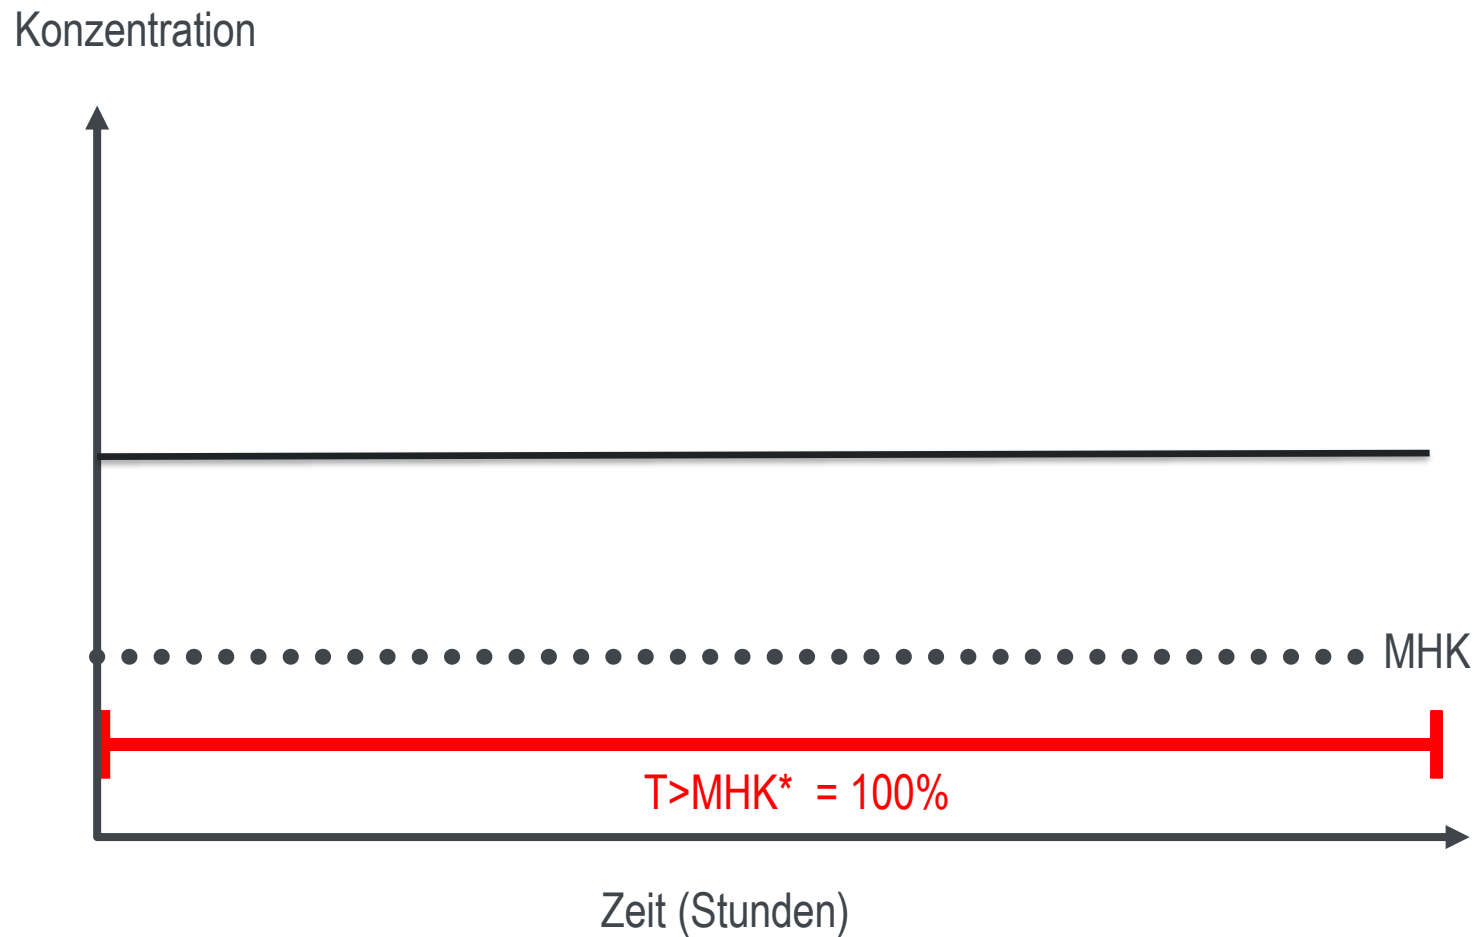 Konzentration
MHK
T>MHK* = 100%
Zeit (Stunden)